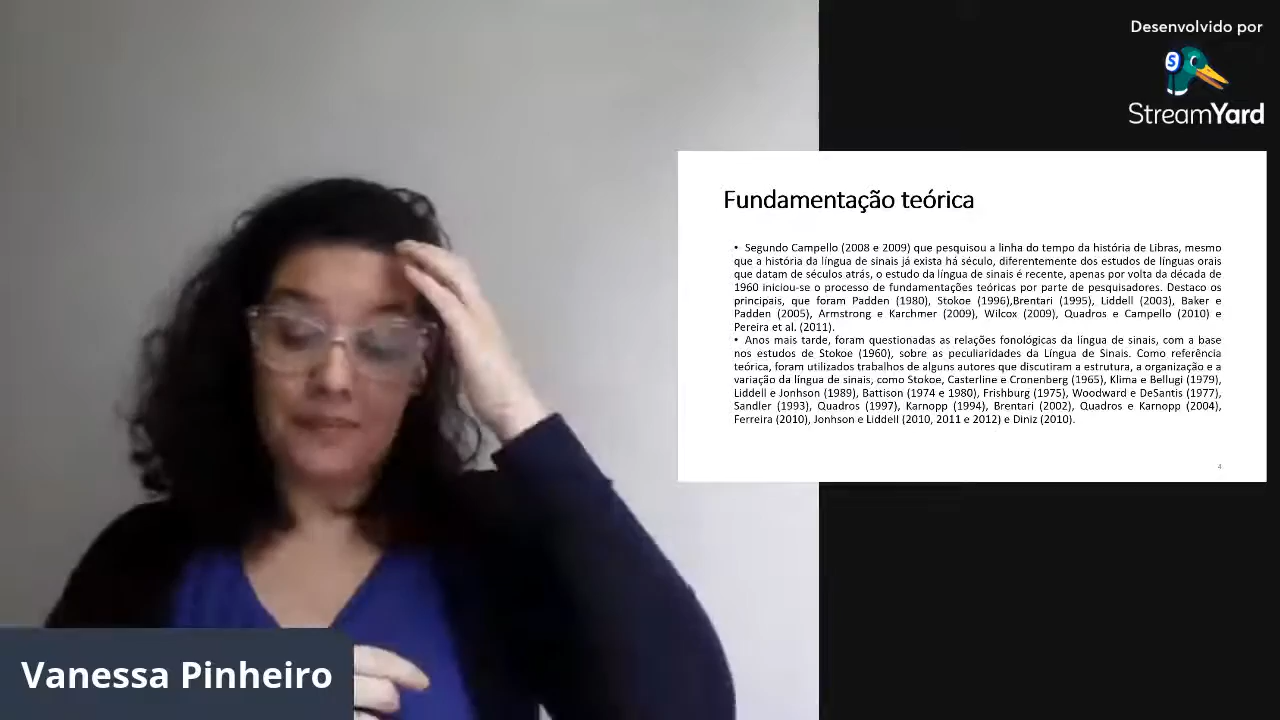 Desenvolvido por
StreamYard
Fundamentação teórica
• Segundo Campello (2008 e 2009) que pesquisou a linha do tempo da história de Libras, mesmo
que a história da língua de sinais já exista há século, diferentemente dos estudos de línguas orais
que datam de séculos atrás, o estudo da língua de sinais é recente, apenas por volta da década de
1960 iniciou-se o processo de fundamentações teóricas por parte de pesquisadores. Destaco os
principais, que foram Padden (1980), Stokoe (1996),Brentari (1995), Liddell (2003), Baker e
Padden (2005), Armstrong e Karchmer (2009), Wilcox (2009), Quadros e Campello (2010) e
Pereira et al. (2011).
• Anos mais tarde, foram questionadas as relações fonológicas da língua de sinais, com a base
nos estudos de Stokoe (1960), sobre as peculiaridades da Língua de Sinais. Como referência
teórica, foram utilizados trabalhos de alguns autores que discutiram a estrutura, a organização e a
variação da língua de sinais, como Stokoe, Casterline e Cronenberg (1965), Klima e Bellugi (1979),
Liddell e Jonhson (1989), Battison (1974 e 1980), Frishburg (1975), Woodward e DeSantis (1977),
Sandler (1993), Quadros (1997), Karnopp (1994), Brentari (2002), Quadros e Karnopp (2004),
Ferreira (2010), Jonhson e Liddell (2010, 2011 e 2012) e Diniz (2010).
4
Vanessa Pinheiro